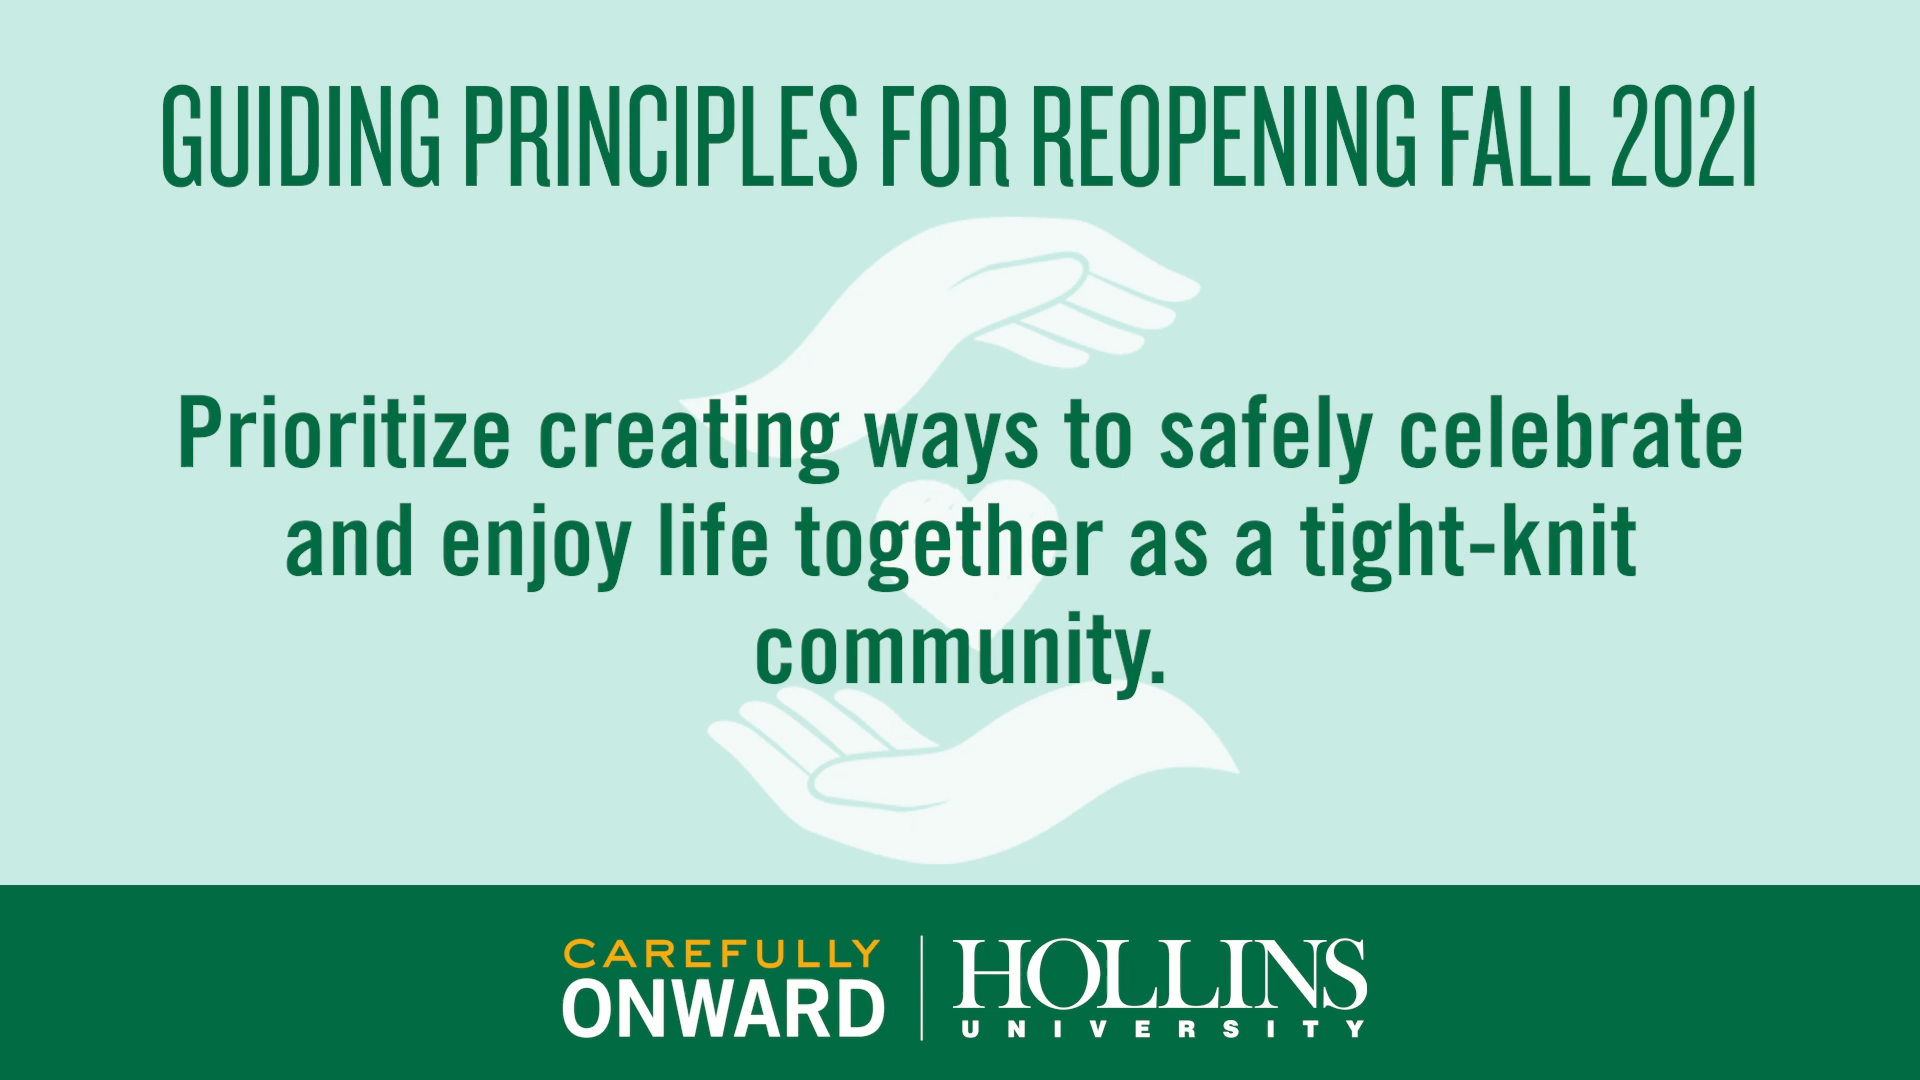 GUIDING PRINCIPLES FOR REOPENING FALL 2021
Prioritize creating ways to safely celebrate
and enjoy life together as a tight-knit
community.
CAREFULLY
ONWARD
HOLLINS
UNIVERSITY